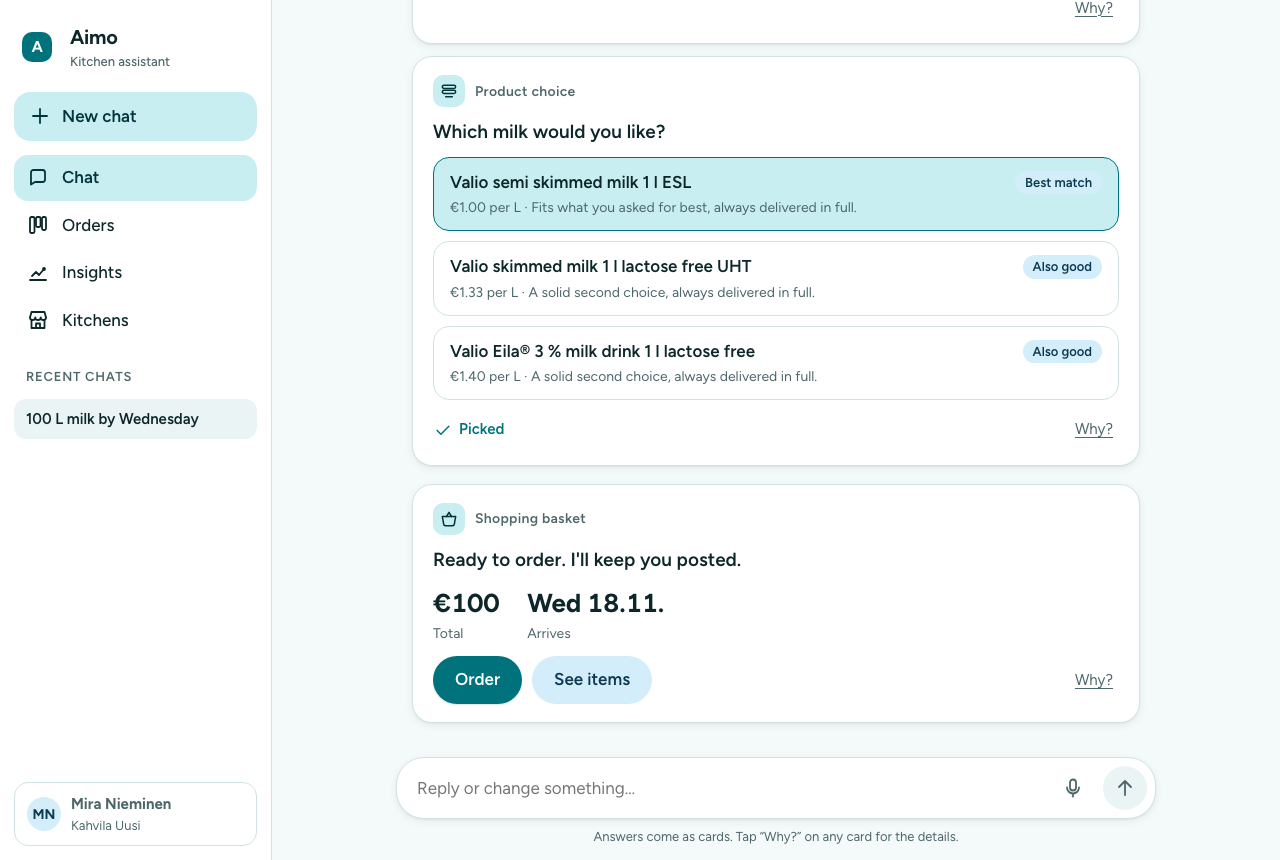 A
Aimo
Kitchen assistant
New chat
Chat
Orders
Insights
Kitchens
RECENT CHATS
100 L milk by Wednesday
MN
Mira Nieminen
Kahvila Uusi
Why?
Product choice
Which milk would you like?
Valio semi skimmed milk 1 l ESL
Best match
€1.00 per L · Fits what you asked for best, always delivered in full.
Valio skimmed milk 1 l lactose free UHT
Also good
€1.33 per L · A solid second choice, always delivered in full.
Valio Eila® 3 % milk drink 1 l lactose free
Also good
€1.40 per L · A solid second choice, always delivered in full.
Picked
Why?
Shopping basket
Ready to order. I'll keep you posted.
€100 Wed 18.11.
Total Arrives
Order See items Why?
Reply or change something...
Answers come as cards. Tap “Why?” on any card for the details.